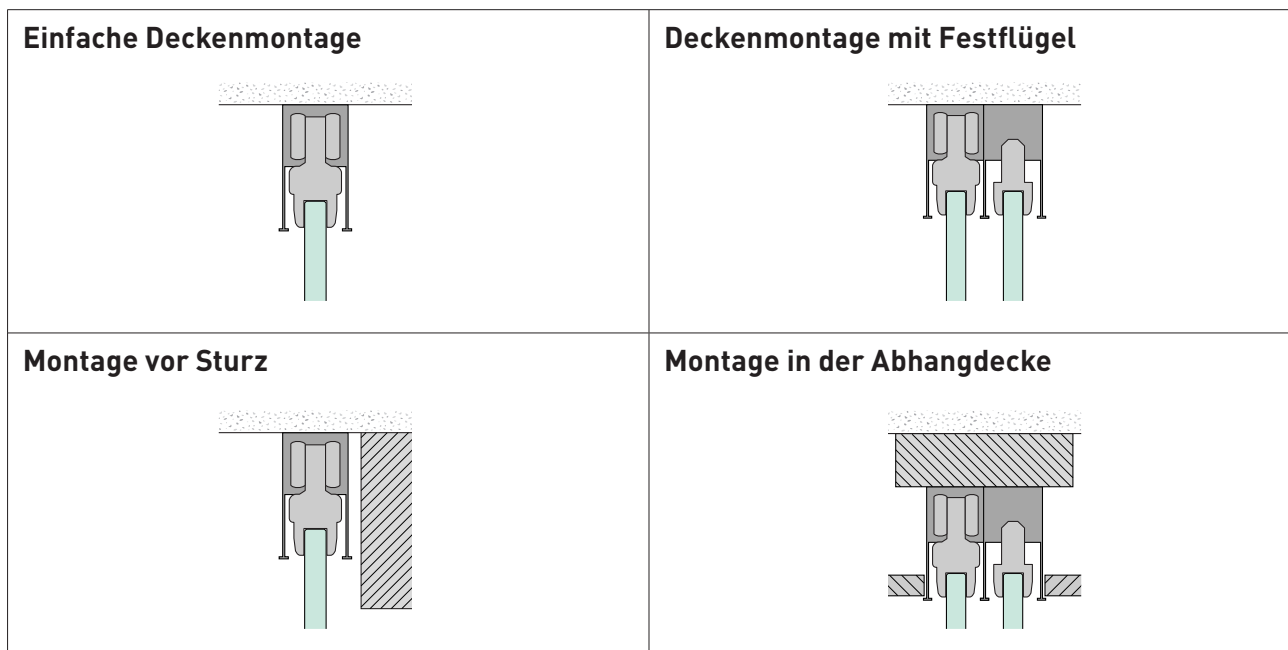 Einfache Deckenmontage
Deckenmontage mit Festflügel
Montage vor Sturz
Montage in der Abhangdecke